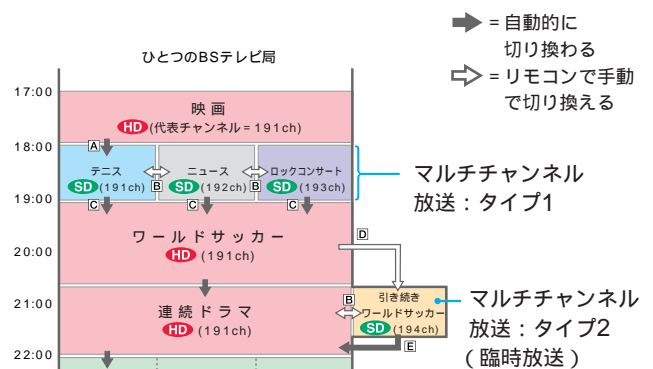 = 自動的に
切り換わる
= リモコンで手動
で切り換える
ひとつのBSテレビ局
17:00
映画
HD (代表チャンネル = 191ch)
18:00
A
テニス
SD (191ch)
B
ニュース
SD (192ch)
B
ロックコンサート
SD (193ch)
マルチチャンネル
放送:タイプ1
19:00
C
C
C
ワールドサッカー
HD (191ch)
D
20:00
21:00
連続ドラマ
HD (191ch)
B
引き続き
ワールドサッカー
SD (194ch)
E
マルチチャンネル
放送:タイプ2
(臨時放送)
22:00